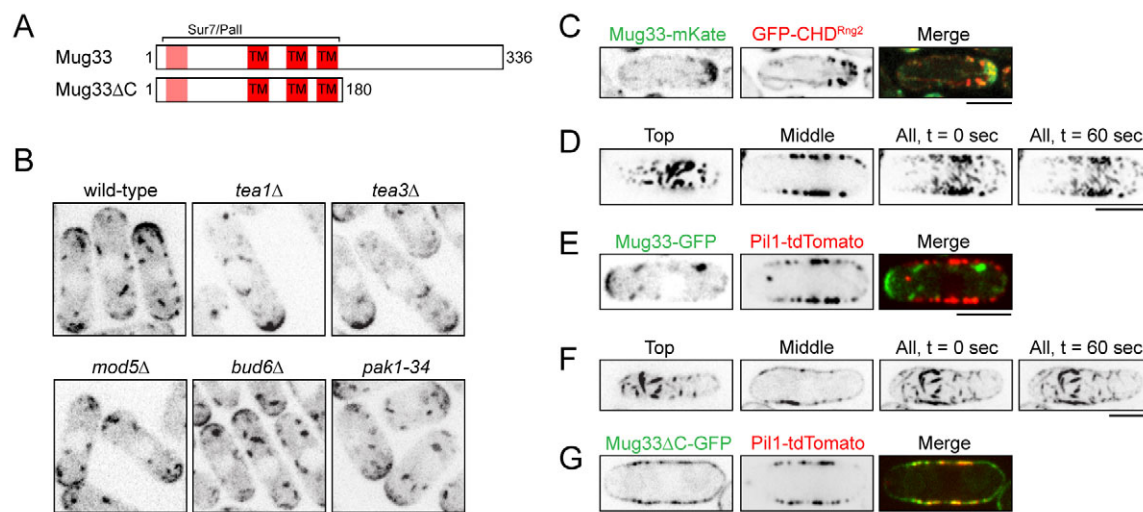 A
Sur7/PalI
Mug33 1 TM TM TM 336
Mug33ΔC 1 TM TM TM 180
B
wild-type tea1Δ tea3Δ
mod5Δ bud6Δ pak1-34
C
Mug33-mKate GFP-CHDRng2 Merge
D
Top Middle All, t = 0 sec All, t = 60 sec
E
Mug33-GFP Pil1-tdTomato Merge
F
Top Middle All, t = 0 sec All, t = 60 sec
G
Mug33ΔC-GFP Pil1-tdTomato Merge